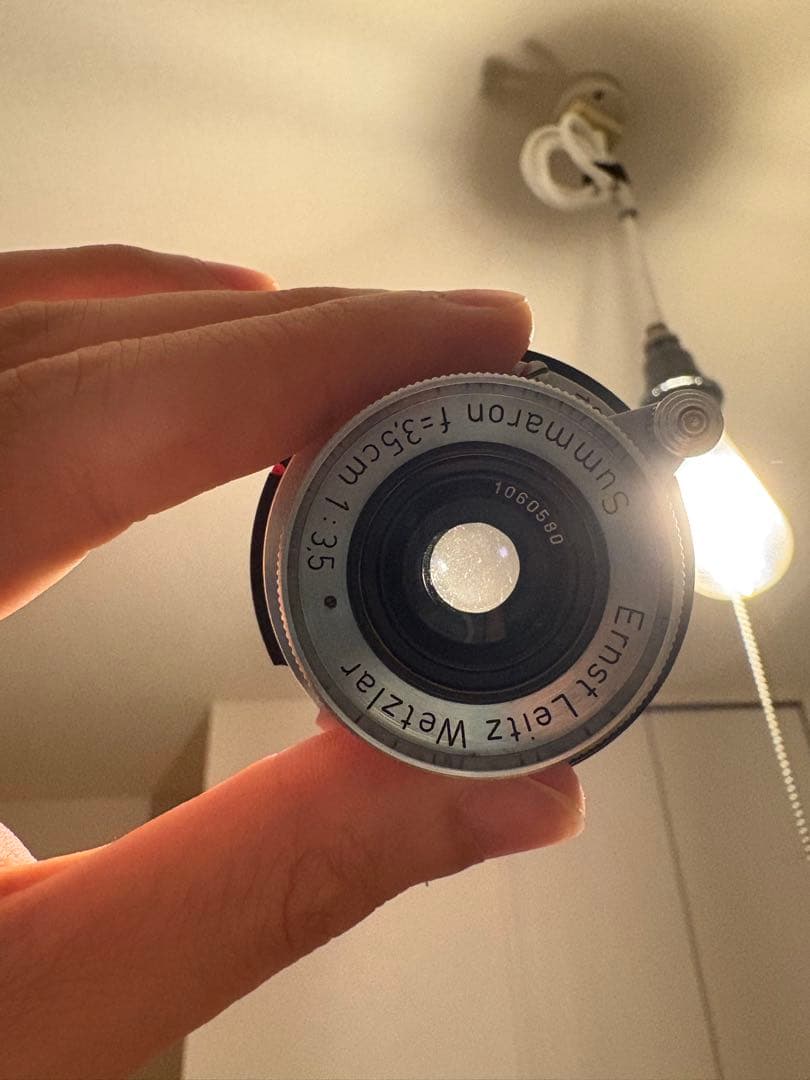 Summaron f=3,5cm 1:3,5
Ernst Leitz Wetzlar
1060580